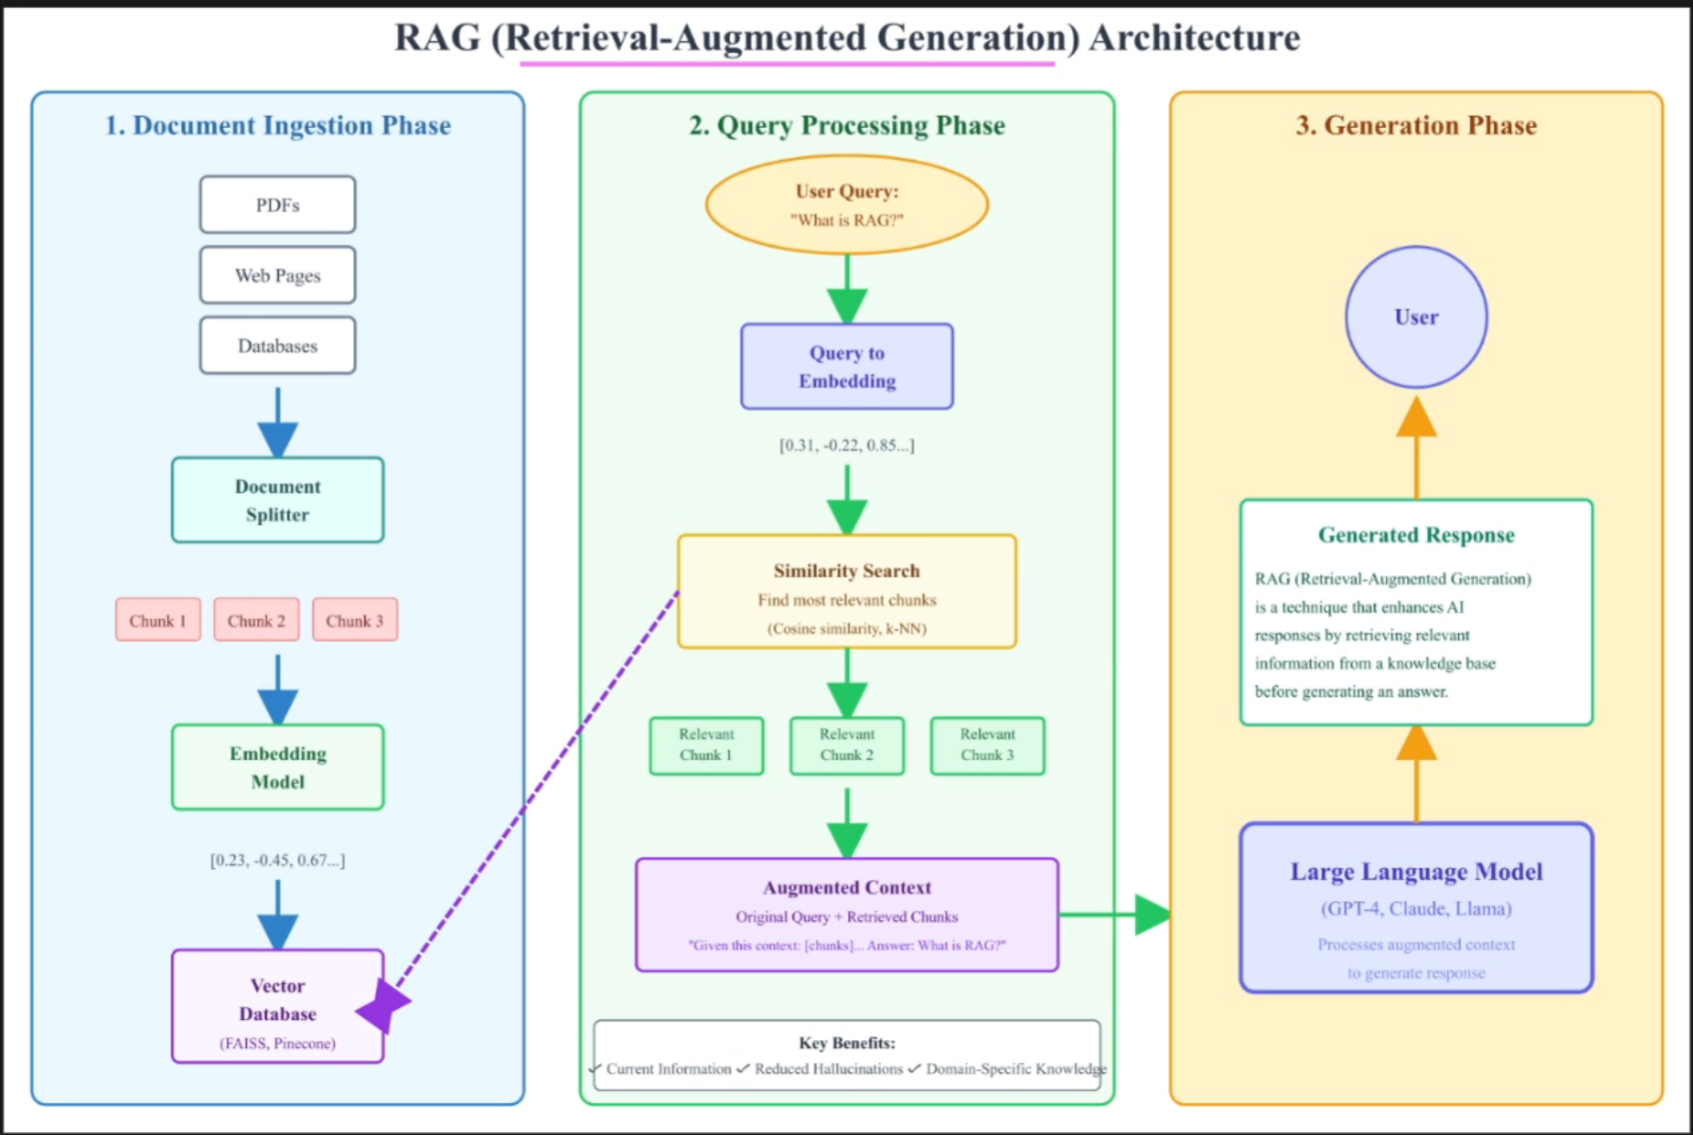 RAG (Retrieval-Augmented Generation) Architecture
1. Document Ingestion Phase
PDFs
Web Pages
Databases
Document
Splitter
Chunk 1
Chunk 2
Chunk 3
Embedding
Model
[0.23, -0.45, 0.67...]
Vector
Database
(FAISS, Pinecone)
2. Query Processing Phase
User Query:
"What is RAG?"
Query to
Embedding
[0.31, -0.22, 0.85...]
Similarity Search
Find most relevant chunks
(Cosine similarity, k-NN)
Relevant
Chunk 1
Relevant
Chunk 2
Relevant
Chunk 3
Augmented Context
Original Query + Retrieved Chunks
"Given this context: [chunks]... Answer: What is RAG?"
Key Benefits:
✓ Current Information ✓ Reduced Hallucinations ✓ Domain-Specific Knowledge
3. Generation Phase
User
Generated Response
RAG (Retrieval-Augmented Generation)
is a technique that enhances AI
responses by retrieving relevant
information from a knowledge base
before generating an answer.
Large Language Model
(GPT-4, Claude, Llama)
Processes augmented context
to generate response